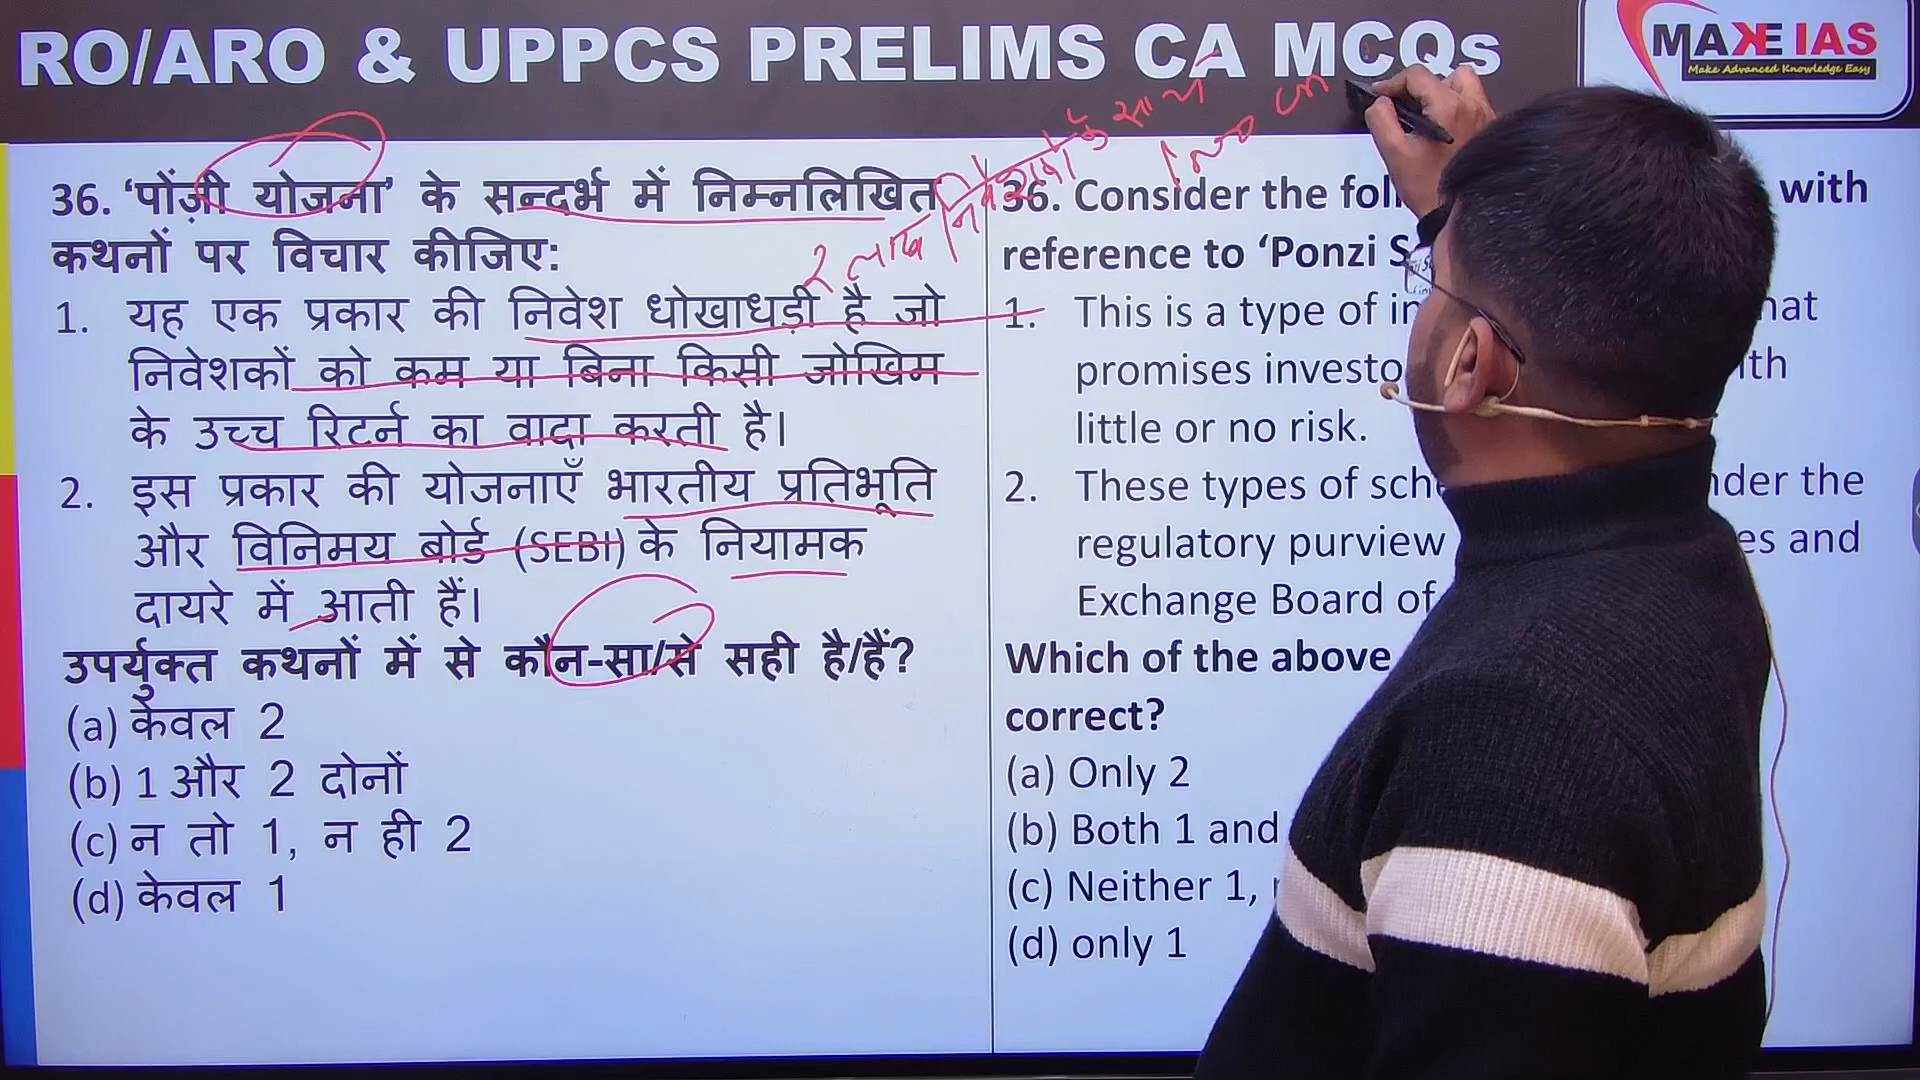 RO/ARO & UPPCS PRELIMS CA MCQs
MAKE IAS
Make Advanced Knowledge Easy
36. ‘पोंज़ी योजना’ के सन्दर्भ में निम्नलिखित
कथनों पर विचार कीजिए:
1. यह एक प्रकार की निवेश धोखाधड़ी है जो
निवेशकों को कम या बिना किसी जोखिम
के उच्च रिटर्न का वादा करती है।
2. इस प्रकार की योजनाएँ भारतीय प्रतिभूति
और विनिमय बोर्ड (SEBI) के नियामक
दायरे में आती हैं।
उपर्युक्त कथनों में से कौन-सा/से सही है/हैं?
(a) केवल 2
(b) 1 और 2 दोनों
(c) न तो 1, न ही 2
(d) केवल 1
2 लाख निवेशकों के साथ
36. Consider the fol with
reference to ‘Ponzi S
1. This is a type of in hat
promises investo ith
little or no risk.
2. These types of sch nder the
regulatory purview es and
Exchange Board of
Which of the above
correct?
(a) Only 2
(b) Both 1 and
(c) Neither 1,
(d) only 1